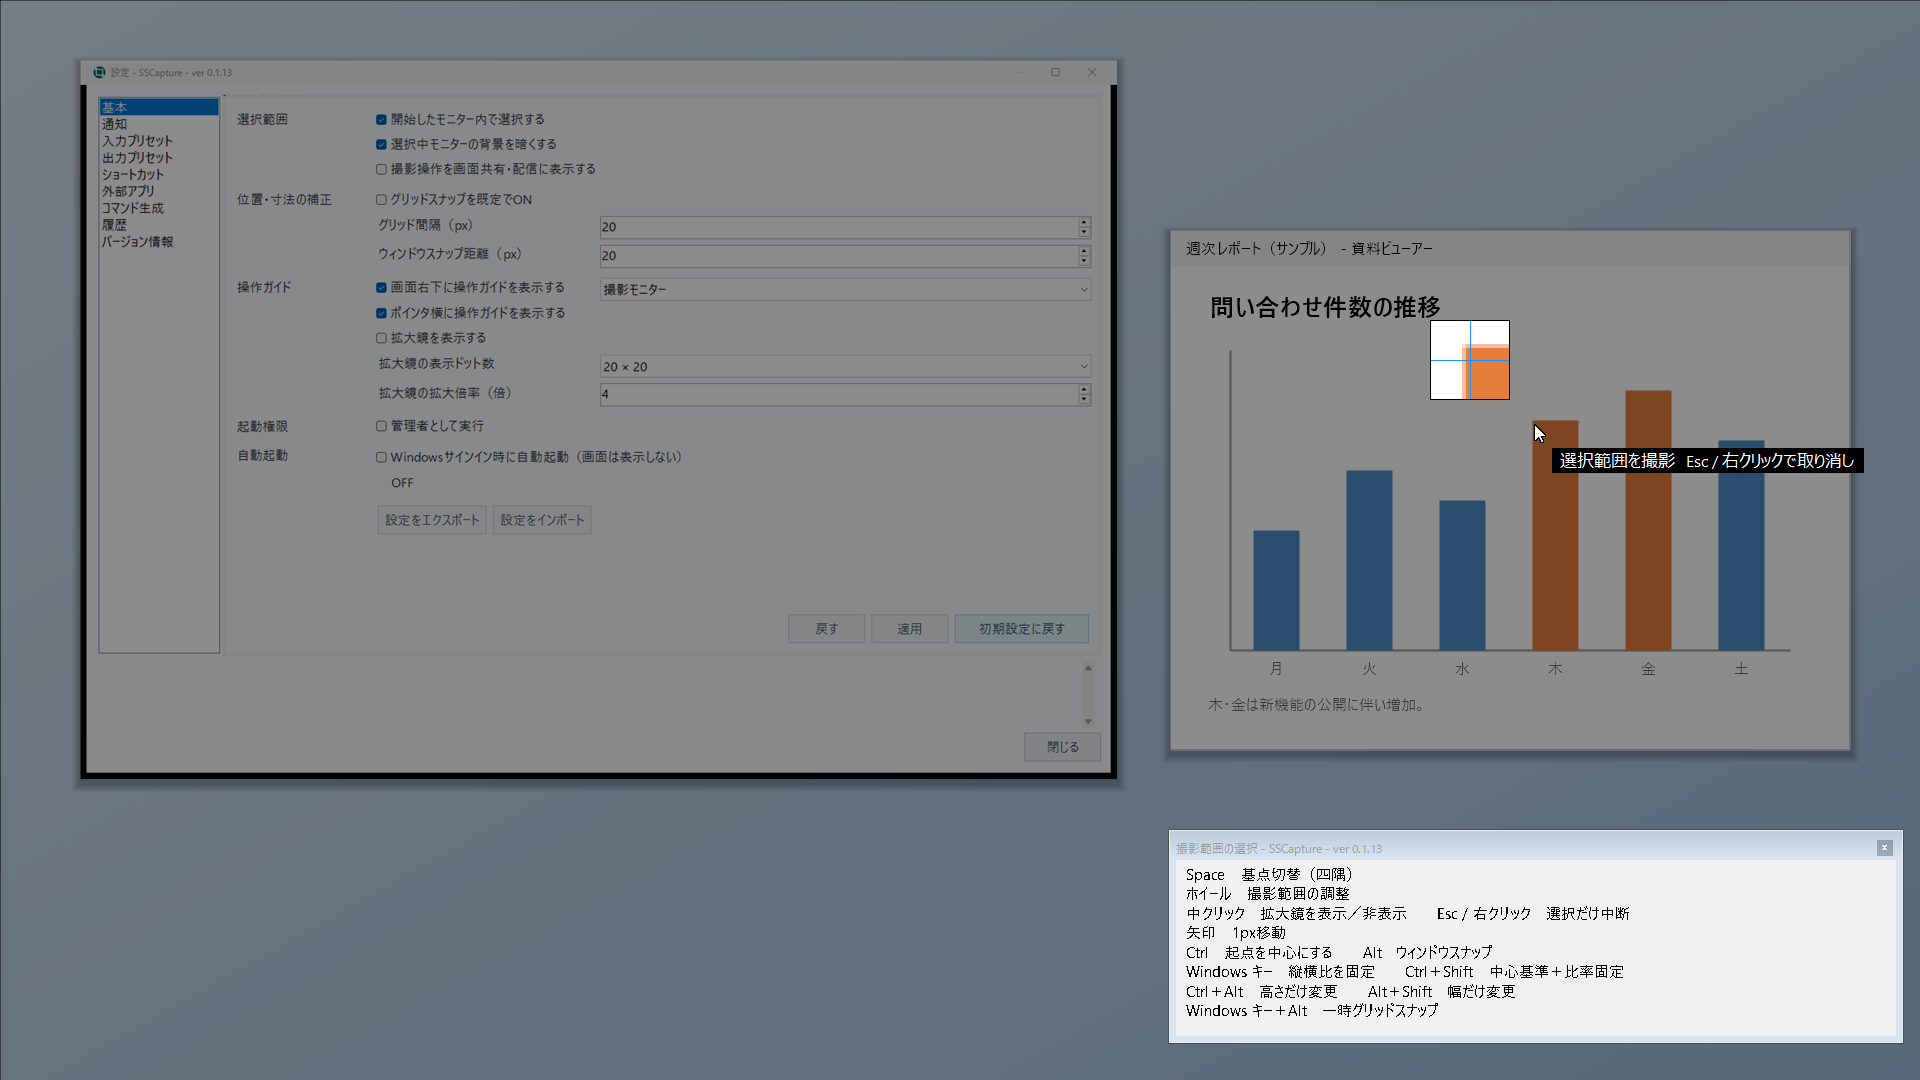 設定 - SSCapture - ver 0.1.13
基本
通知
入力プリセット
出力プリセット
ショートカット
外部アプリ
コマンド生成
履歴
バージョン情報
選択範囲
開始したモニター内で選択する
選択中モニターの背景を暗くする
撮影操作を画面共有・配信に表示する
位置・寸法の補正
グリッドスナップを既定でON
グリッド間隔（px） 20
ウィンドウスナップ距離（px） 20
操作ガイド
画面右下に操作ガイドを表示する 撮影モニター
ポインタ横に操作ガイドを表示する
拡大鏡を表示する
拡大鏡の表示ドット数 20 × 20
拡大鏡の拡大倍率（倍） 4
起動権限 管理者として実行
自動起動 Windowsサインイン時に自動起動（画面は表示しない）
OFF
設定をエクスポート 設定をインポート
戻す 適用 初期設定に戻す
閉じる
週次レポート（サンプル） - 資料ビューアー
問い合わせ件数の推移
選択範囲を撮影 Esc / 右クリックで取り消し
月 火 水 木 金 土
木・金は新機能の公開に伴い増加。
撮影範囲の選択 - SSCapture - ver 0.1.13
Space 基点切替（四隅）
ホイール 撮影範囲の調整
中クリック 拡大鏡を表示／非表示 Esc / 右クリック 選択だけ中断
矢印 1px移動
Ctrl 起点を中心にする Alt ウィンドウスナップ
Windows キー 縦横比を固定 Ctrl＋Shift 中心基準＋比率固定
Ctrl＋Alt 高さだけ変更 Alt＋Shift 幅だけ変更
Windows キー＋Alt 一時グリッドスナップ